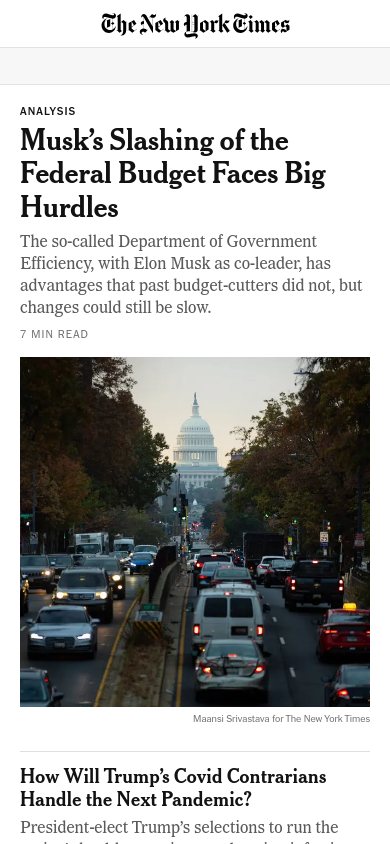 The New York Times
ANALYSIS
Musk’s Slashing of the
Federal Budget Faces Big
Hurdles
The so-called Department of Government
Efficiency, with Elon Musk as co-leader, has
advantages that past budget-cutters did not, but
changes could still be slow.
7 MIN READ
Maansi Srivastava for The New York Times
How Will Trump’s Covid Contrarians
Handle the Next Pandemic?
President-elect Trump’s selections to run the